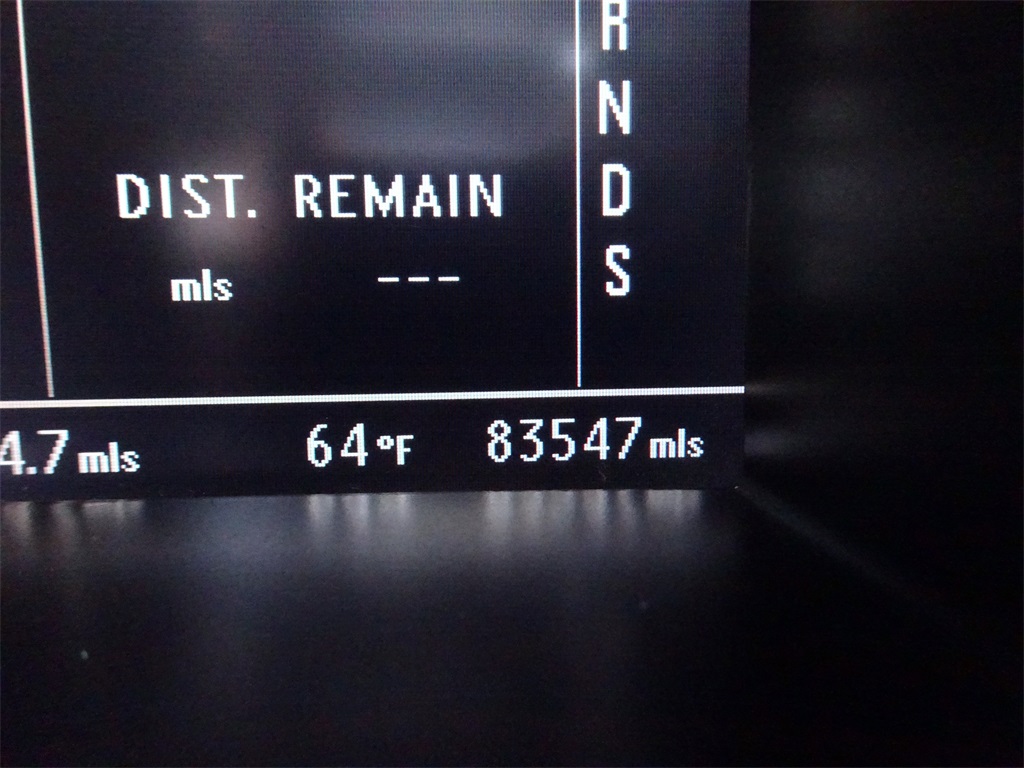 R
N
DIST. REMAIN
D
mls ---
S
4.7 mls 64°F 83547 mls